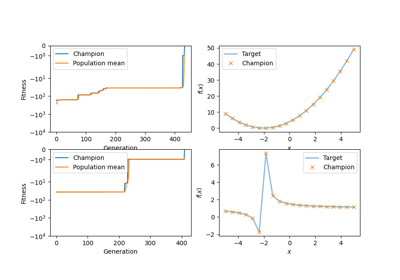 0
−10⁰
−10¹
−10²
−10³
−10⁴
Fitness
Champion
Population mean
0 100 200 300 400
Generation
50
40
30
20
10
0
f(x)
Target
Champion
−4 −2 0 2 4
x
0
−10⁰
−10¹
−10²
−10³
−10⁴
Fitness
Champion
Population mean
0 100 200 300 400
Generation
6
4
2
0
−2
f(x)
Target
Champion
−4 −2 0 2 4
x